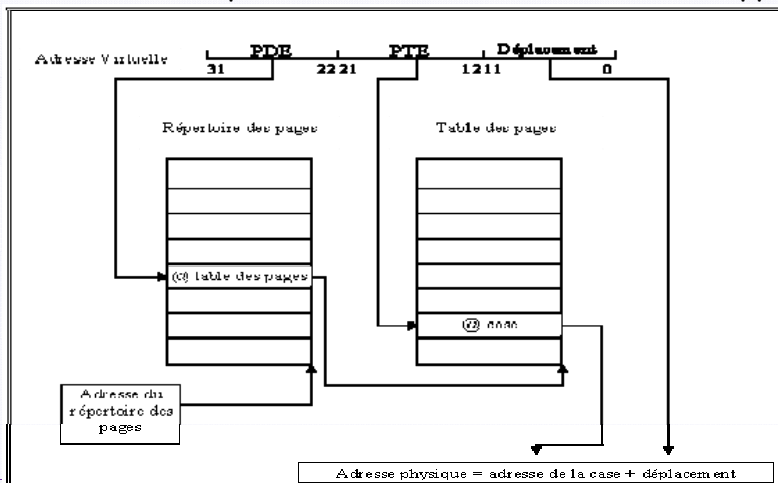 PDE PTE Déplacement
Adresse Virtuelle
31 22 21 12 11 0
Répertoire des pages Table des pages
@ table des pages
@ case
Adresse du
répertoire des
pages
Adresse physique = adresse de la case + déplacement